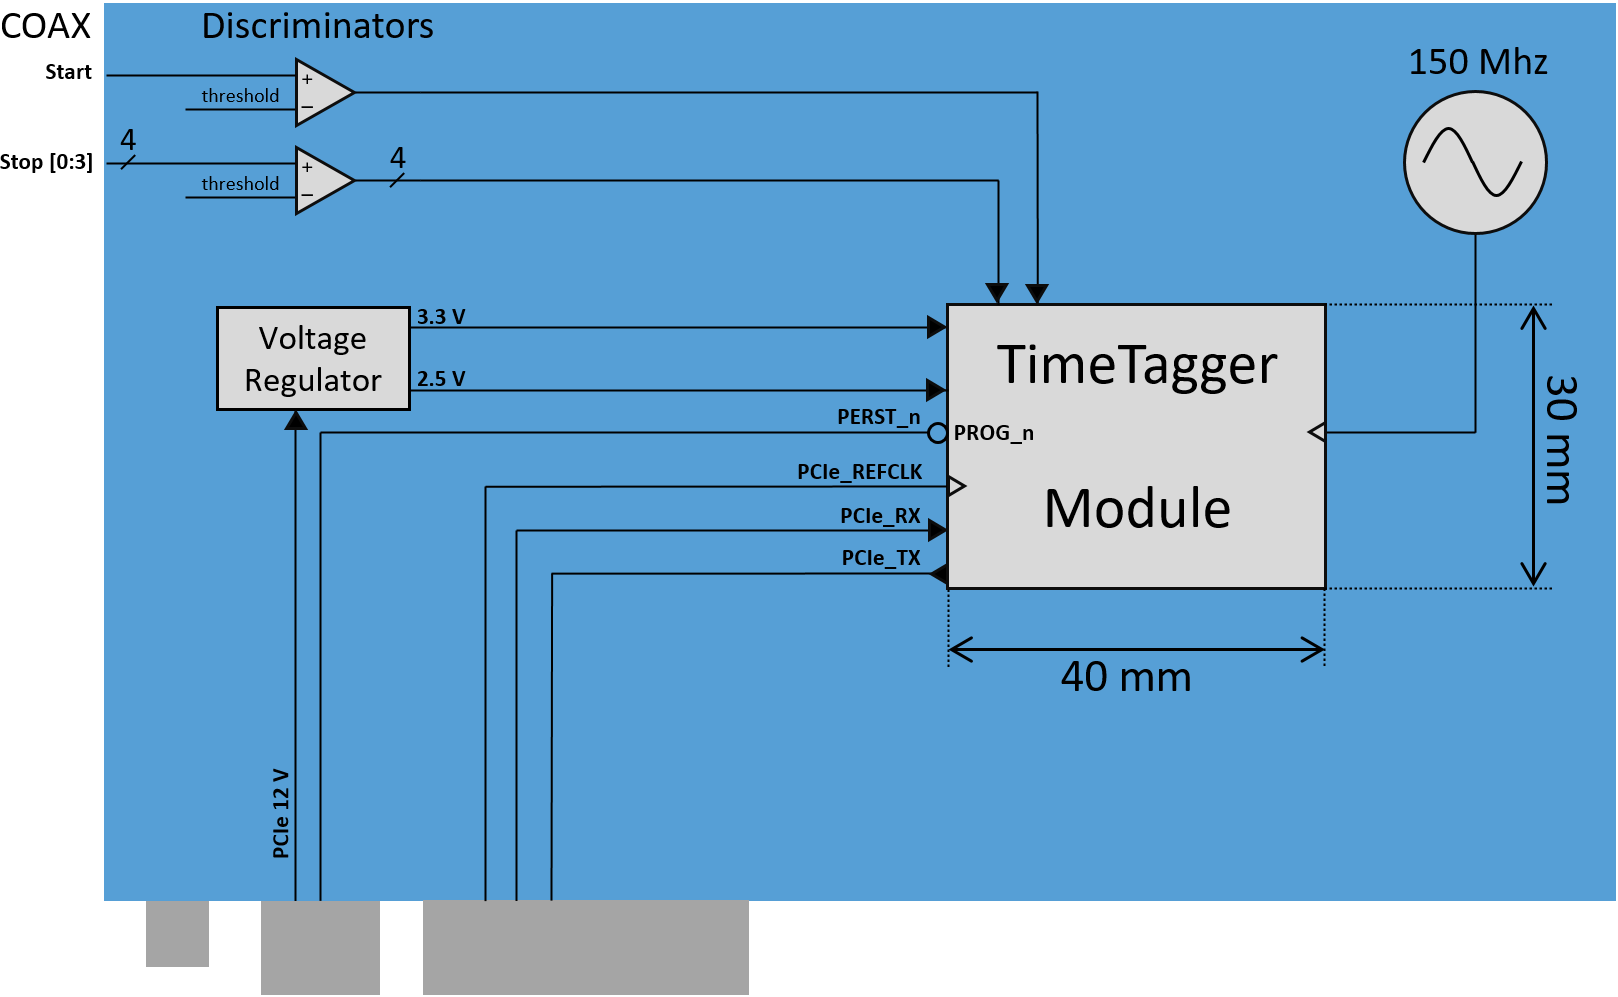 COAX
Discriminators
150 Mhz
Start
+
threshold
−
4
4
Stop [0:3]
+
threshold
−
3.3 V
Voltage
Regulator
2.5 V
TimeTagger
Module
PERST_n
PROG_n
PCIe_REFCLK
PCIe_RX
PCIe_TX
30 mm
40 mm
PCIe 12 V